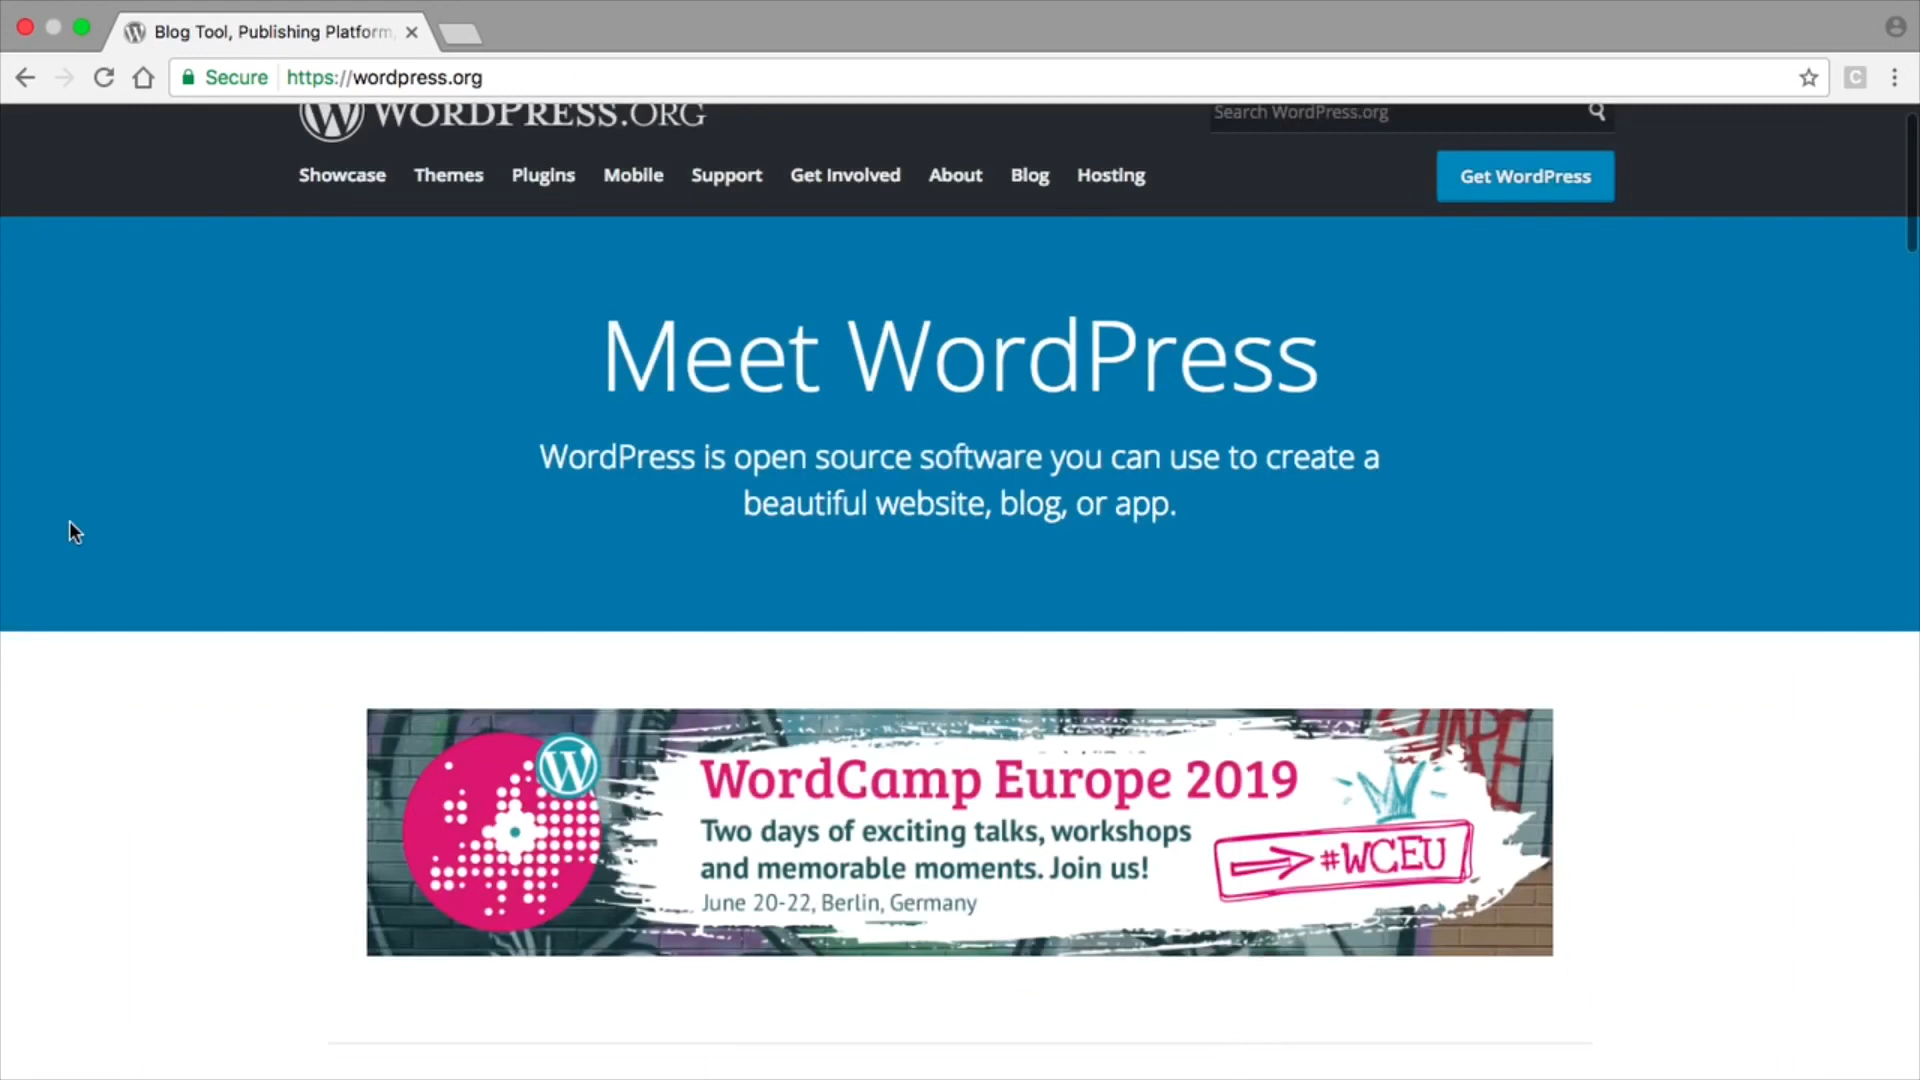 Blog Tool, Publishing Platform,
Secure https://wordpress.org
WORDPRESS.ORG
Search WordPress.org
Showcase Themes Plugins Mobile Support Get Involved About Blog Hosting
Get WordPress
Meet WordPress
WordPress is open source software you can use to create a
beautiful website, blog, or app.
WordCamp Europe 2019
Two days of exciting talks, workshops
and memorable moments. Join us!
June 20-22, Berlin, Germany
#WCEU